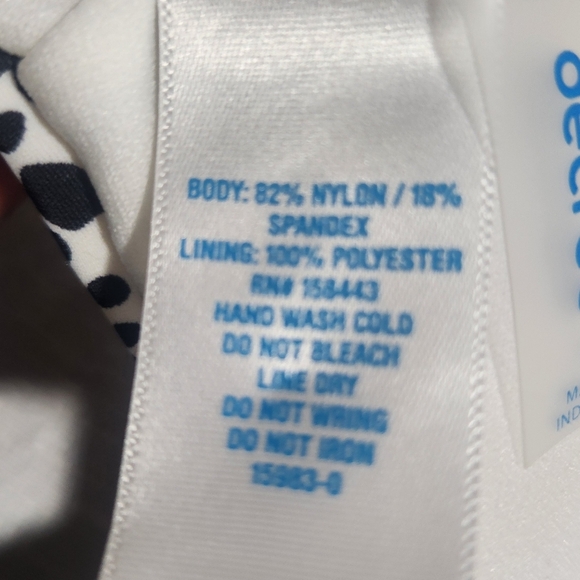 BODY: 82% NYLON / 18%
SPANDEX
LINING: 100% POLYESTER
RN# 158443
HAND WASH COLD
DO NOT BLEACH
LINE DRY
DO NOT WRING
DO NOT IRON
15983-0